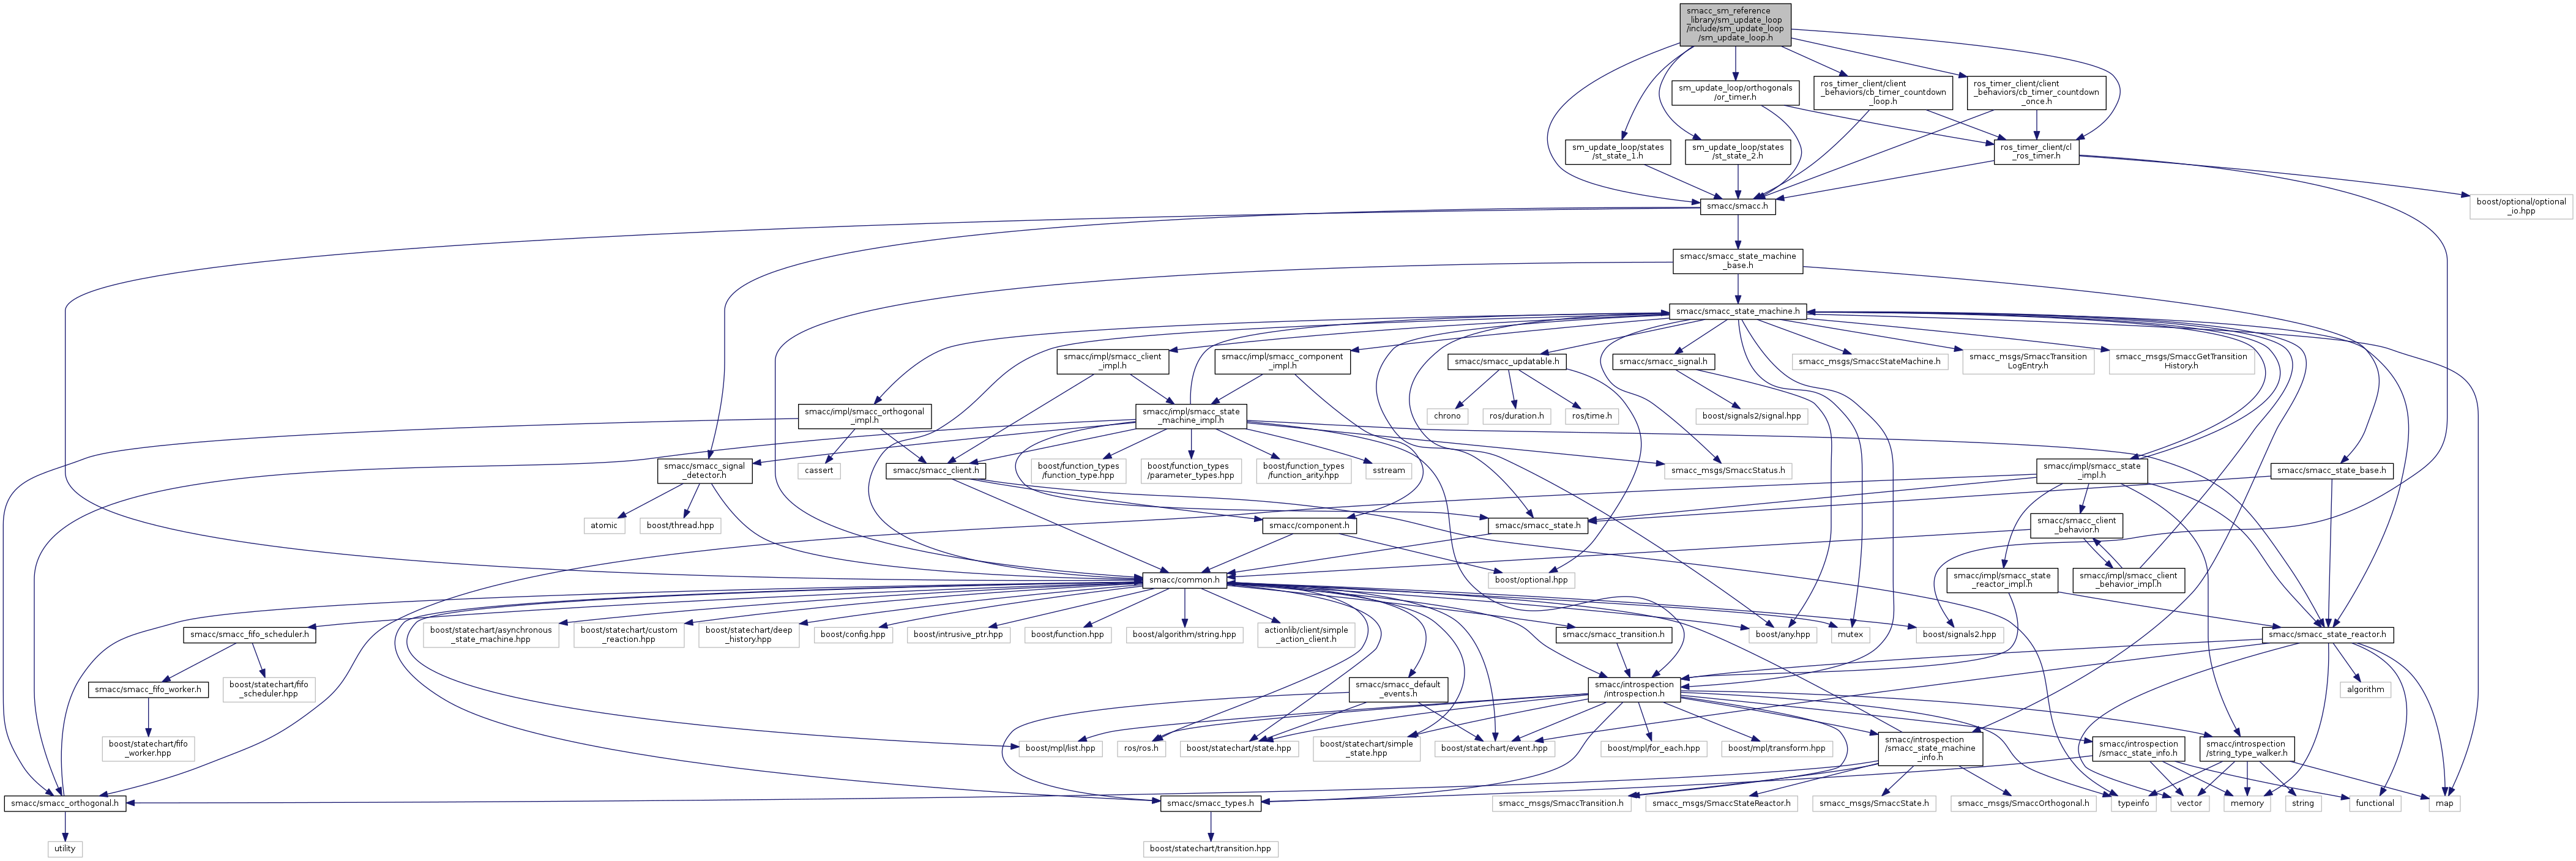 smacc_sm_reference
_library/sm_update_loop
/include/sm_update_loop
/sm_update_loop.h
sm_update_loop/orthogonals
/or_timer.h
ros_timer_client/client
_behaviors/cb_timer_countdown
_loop.h
ros_timer_client/client
_behaviors/cb_timer_countdown
_once.h
sm_update_loop/states
/st_state_1.h
sm_update_loop/states
/st_state_2.h
ros_timer_client/cl
_ros_timer.h
smacc/smacc.h
boost/optional/optional
_io.hpp
smacc/smacc_state_machine
_base.h
smacc/smacc_state_machine.h
smacc/impl/smacc_client
_impl.h
smacc/impl/smacc_component
_impl.h
smacc/smacc_updatable.h
smacc/smacc_signal.h
smacc_msgs/SmaccStateMachine.h
smacc_msgs/SmaccTransition
LogEntry.h
smacc_msgs/SmaccGetTransition
History.h
smacc/impl/smacc_orthogonal
_impl.h
smacc/impl/smacc_state
_machine_impl.h
chrono
ros/duration.h
ros/time.h
boost/signals2/signal.hpp
smacc/smacc_signal
_detector.h
cassert
smacc/smacc_client.h
boost/function_types
/function_type.hpp
boost/function_types
/parameter_types.hpp
boost/function_types
/function_arity.hpp
sstream
smacc_msgs/SmaccStatus.h
smacc/impl/smacc_state
_impl.h
smacc/smacc_state_base.h
atomic
boost/thread.hpp
smacc/component.h
smacc/smacc_state.h
smacc/smacc_client
_behavior.h
smacc/common.h
boost/optional.hpp
smacc/impl/smacc_state
_reactor_impl.h
smacc/impl/smacc_client
_behavior_impl.h
smacc/smacc_fifo_scheduler.h
boost/statechart/asynchronous
_state_machine.hpp
boost/statechart/custom
_reaction.hpp
boost/statechart/deep
_history.hpp
boost/config.hpp
boost/intrusive_ptr.hpp
boost/function.hpp
boost/algorithm/string.hpp
actionlib/client/simple
_action_client.h
smacc/smacc_transition.h
boost/any.hpp
mutex
boost/signals2.hpp
smacc/smacc_state_reactor.h
smacc/smacc_fifo_worker.h
boost/statechart/fifo
_scheduler.hpp
smacc/smacc_default
_events.h
smacc/introspection
/introspection.h
algorithm
boost/statechart/fifo
_worker.hpp
boost/mpl/list.hpp
ros/ros.h
boost/statechart/state.hpp
boost/statechart/simple
_state.hpp
boost/statechart/event.hpp
boost/mpl/for_each.hpp
boost/mpl/transform.hpp
smacc/introspection
/smacc_state_machine
_info.h
smacc/introspection
/smacc_state_info.h
smacc/introspection
/string_type_walker.h
smacc/smacc_orthogonal.h
smacc/smacc_types.h
smacc_msgs/SmaccTransition.h
smacc_msgs/SmaccStateReactor.h
smacc_msgs/SmaccState.h
smacc_msgs/SmaccOrthogonal.h
typeinfo
vector
memory
string
functional
map
utility
boost/statechart/transition.hpp